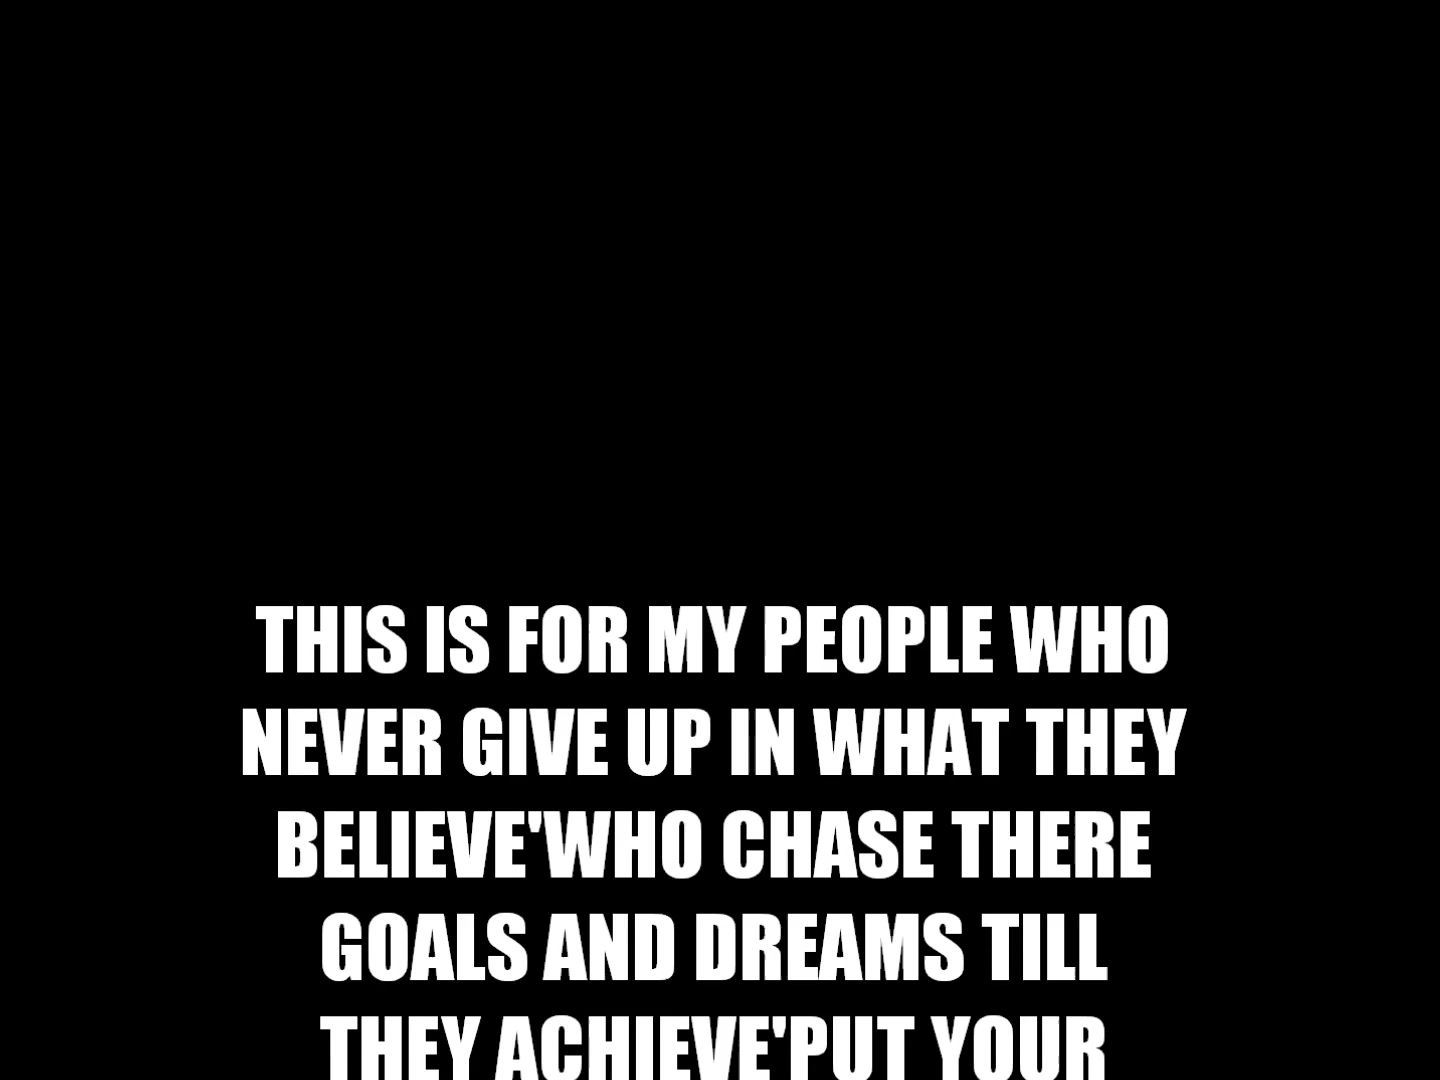 THIS IS FOR MY PEOPLE WHO
NEVER GIVE UP IN WHAT THEY
BELIEVE'WHO CHASE THERE
GOALS AND DREAMS TILL
THEY ACHIEVE'PUT YOUR